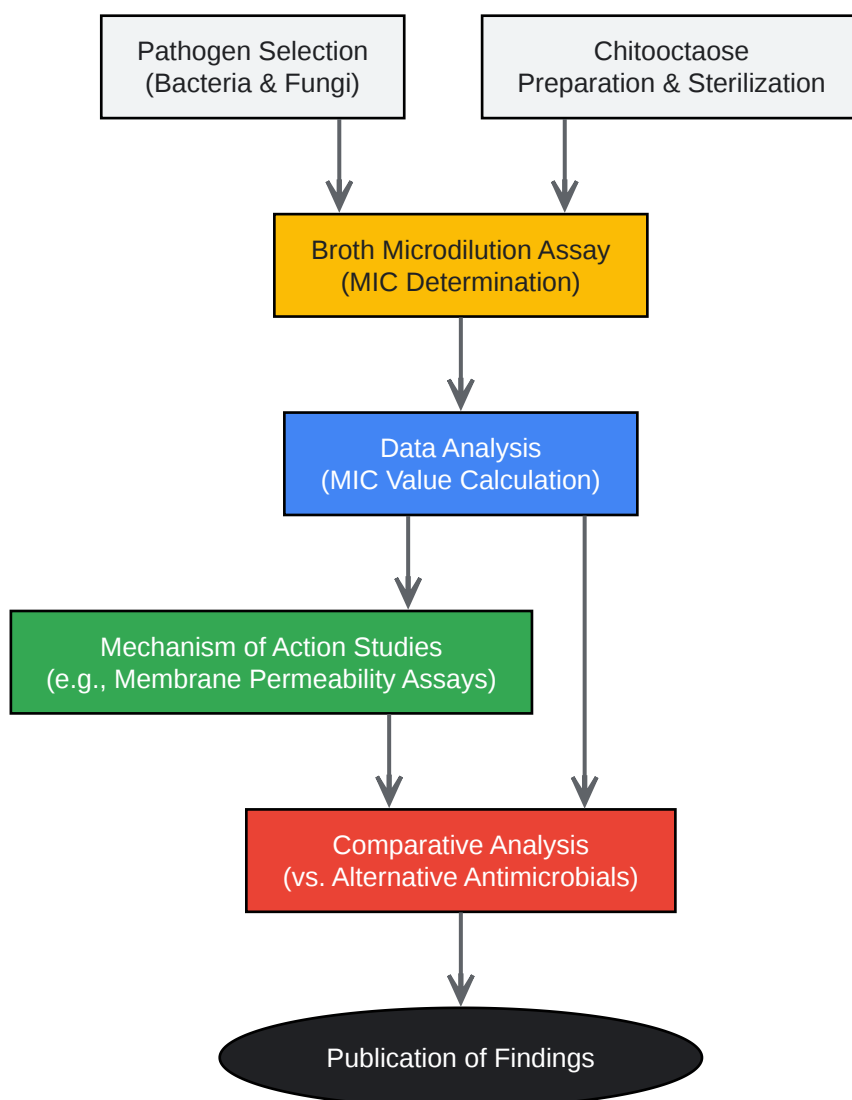 Pathogen Selection
(Bacteria & Fungi)
Chitooctaose
Preparation & Sterilization
Broth Microdilution Assay
(MIC Determination)
Data Analysis
(MIC Value Calculation)
Mechanism of Action Studies
(e.g., Membrane Permeability Assays)
Comparative Analysis
(vs. Alternative Antimicrobials)
Publication of Findings